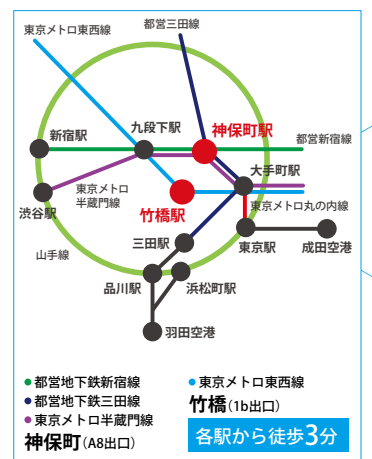 都営三田線
東京メトロ東西線
九段下駅
神保町駅
新宿駅
都営新宿線
大手町駅
東京メトロ
半蔵門線
東京メトロ丸の内線
竹橋駅
渋谷駅
三田駅
東京駅
成田空港
山手線
品川駅
浜松町駅
羽田空港
●都営地下鉄新宿線
●都営地下鉄三田線
●東京メトロ半蔵門線
神保町(A8出口)
●東京メトロ東西線
竹橋(1b出口)
各駅から徒歩3分